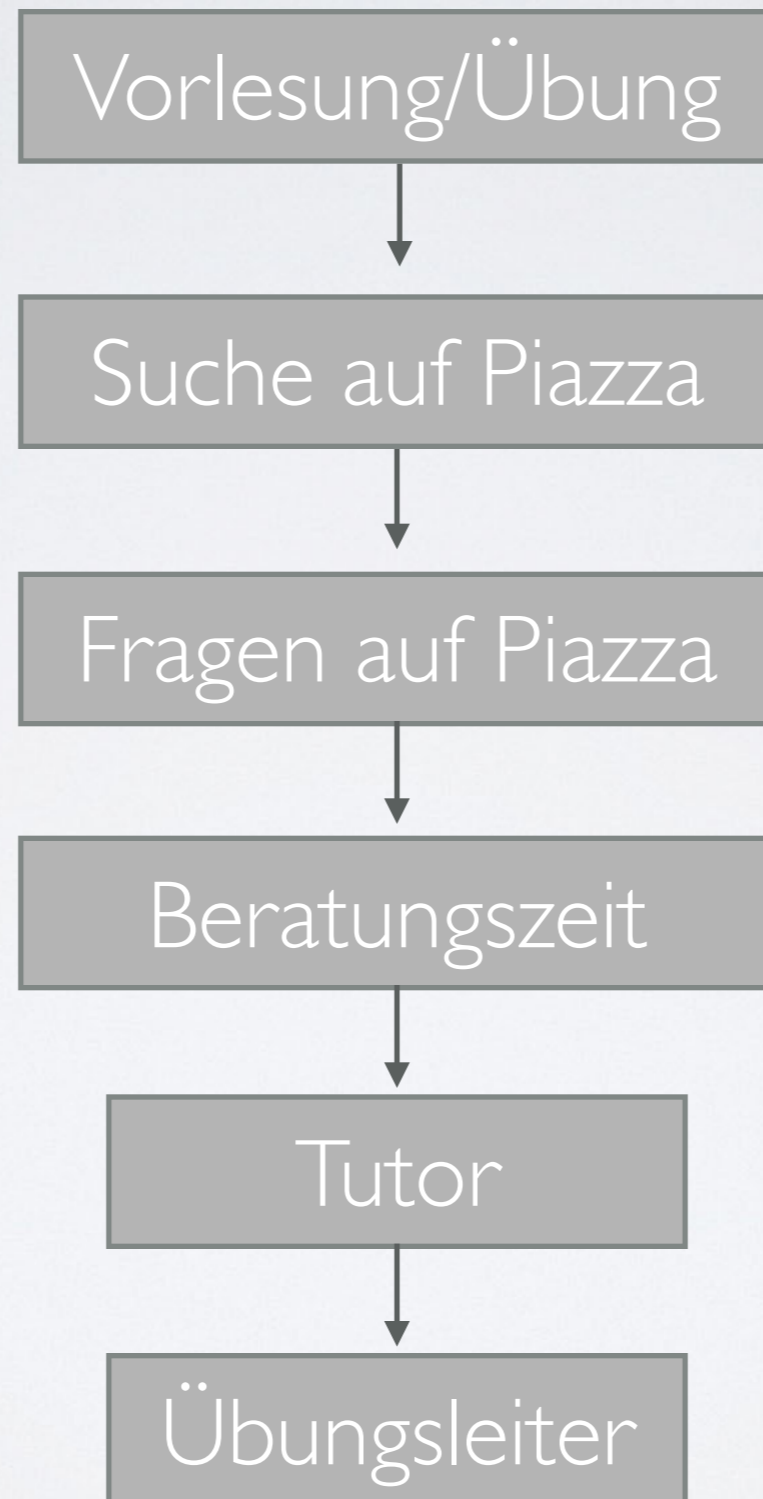 Vorlesung/Übung
Suche auf Piazza
Fragen auf Piazza
Beratungszeit
Tutor
Übungsleiter